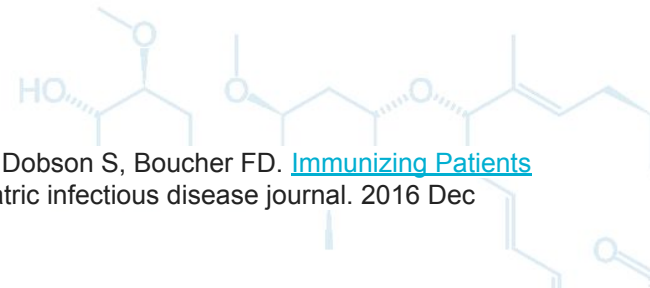 HO
O
O
O
Dobson S, Boucher FD. Immunizing Patients
tric infectious disease journal. 2016 Dec
O